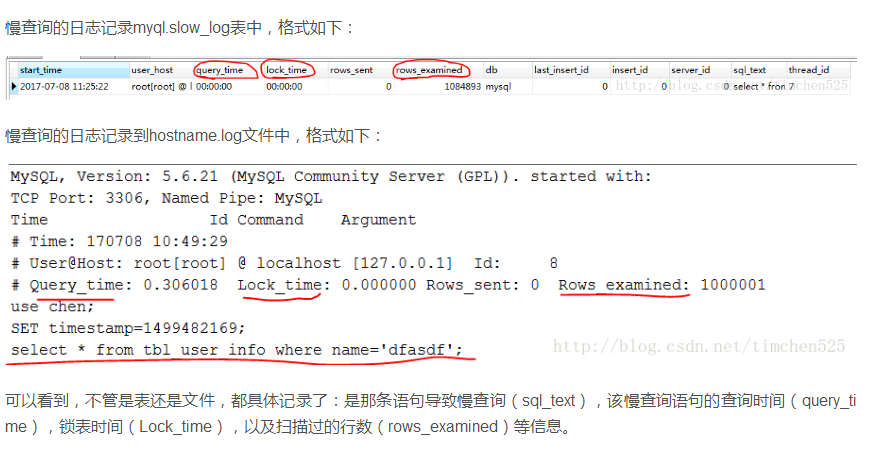 慢查询的日志记录myql.slow_log表中，格式如下：
start_time user_host query_time lock_time rows_sent rows_examined db last_insert_id insert_id server_id sql_text thread_id
2017-07-08 11:25:22 root[root] @ l 00:00:00 00:00:00 0 1084893 mysql 0 0 0 select * from 7
http://blog.csdn.net/timchen525
慢查询的日志记录到hostname.log文件中，格式如下：
MySQL, Version: 5.6.21 (MySQL Community Server (GPL)). started with:
TCP Port: 3306, Named Pipe: MySQL
Time Id Command Argument
# Time: 170708 10:49:29
# User@Host: root[root] @ localhost [127.0.0.1] Id: 8
# Query_time: 0.306018 Lock_time: 0.000000 Rows_sent: 0 Rows_examined: 1000001
use chen;
SET timestamp=1499482169;
select * from tbl_user_info where name='dfasdf';
http://blog.csdn.net/timchen525
可以看到，不管是表还是文件，都具体记录了：是那条语句导致慢查询（sql_text），该慢查询语句的查询时间（query_ti
me），锁表时间（Lock_time），以及扫描过的行数（rows_examined）等信息。